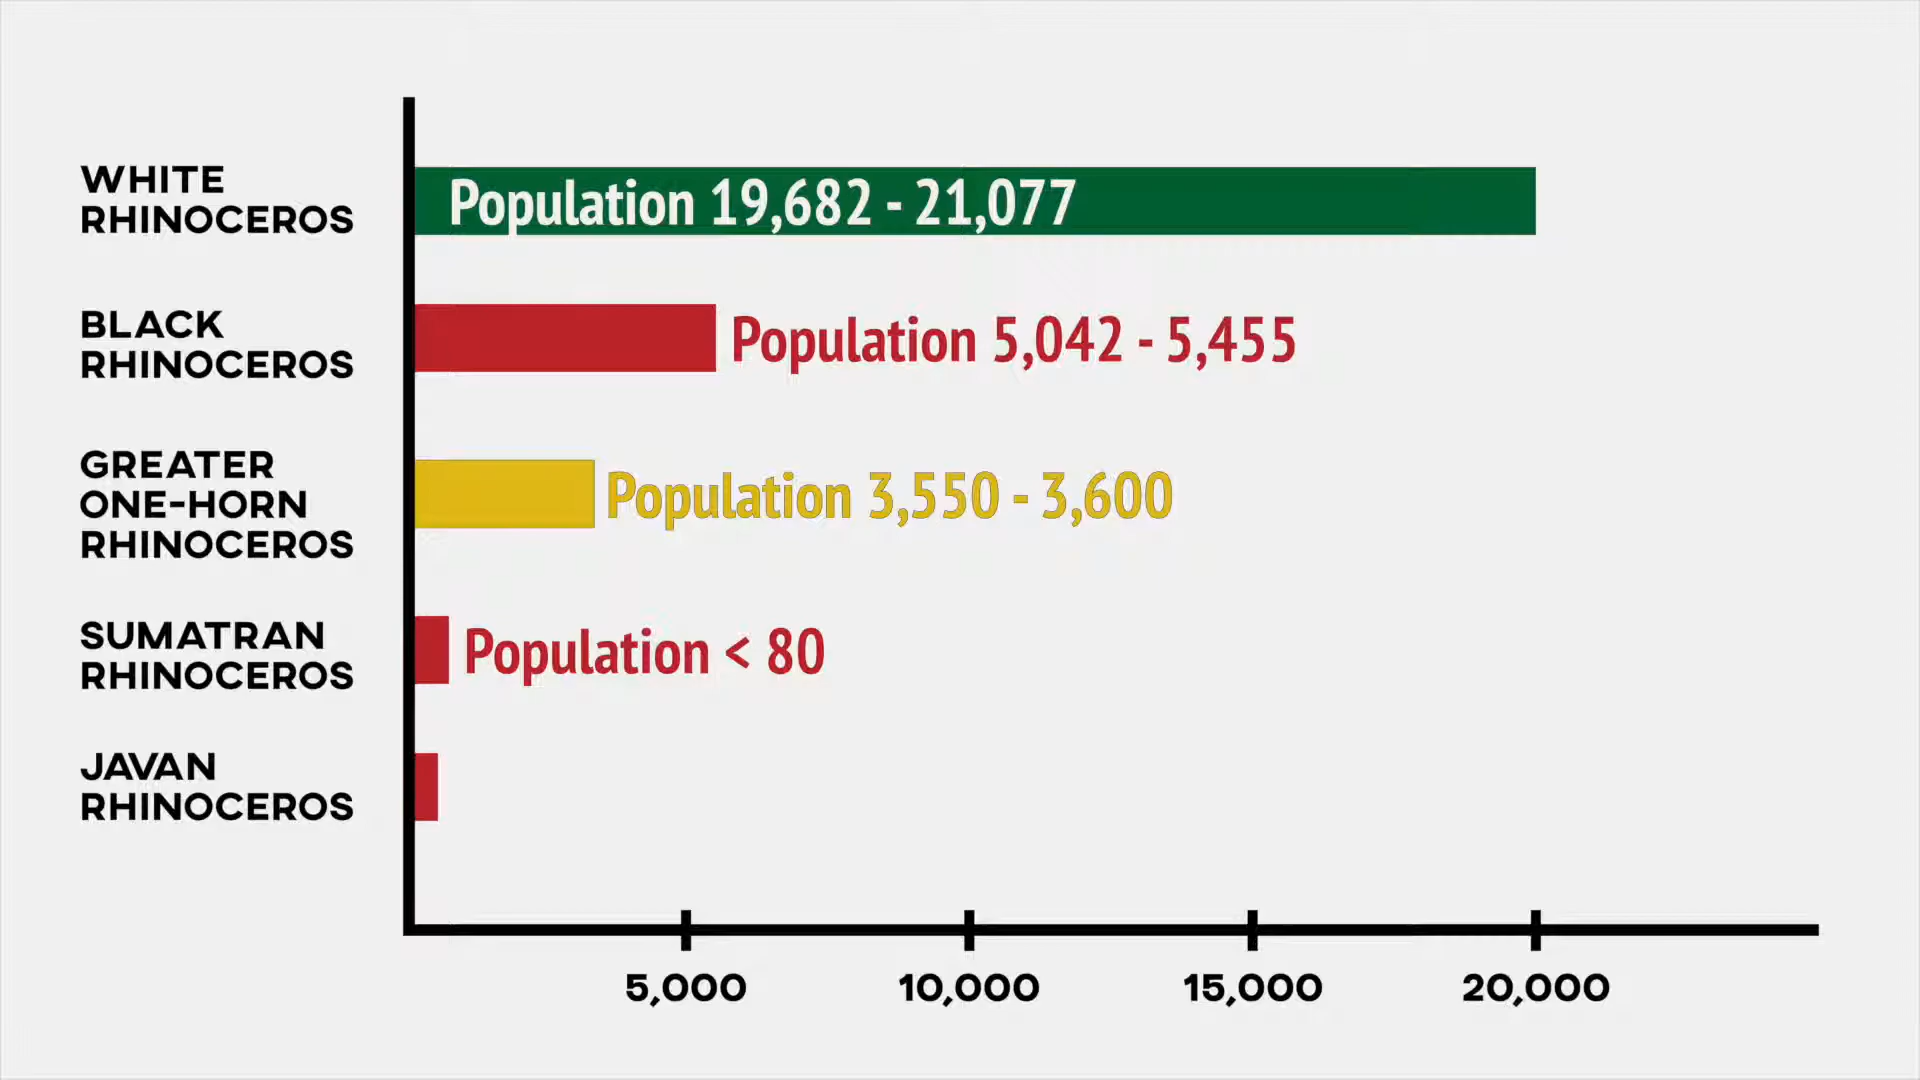 WHITE
RHINOCEROS
Population 19,682 - 21,077
BLACK
RHINOCEROS
Population 5,042 - 5,455
GREATER
ONE-HORN
RHINOCEROS
Population 3,550 - 3,600
SUMATRAN
RHINOCEROS
Population < 80
JAVAN
RHINOCEROS
5,000
10,000
15,000
20,000